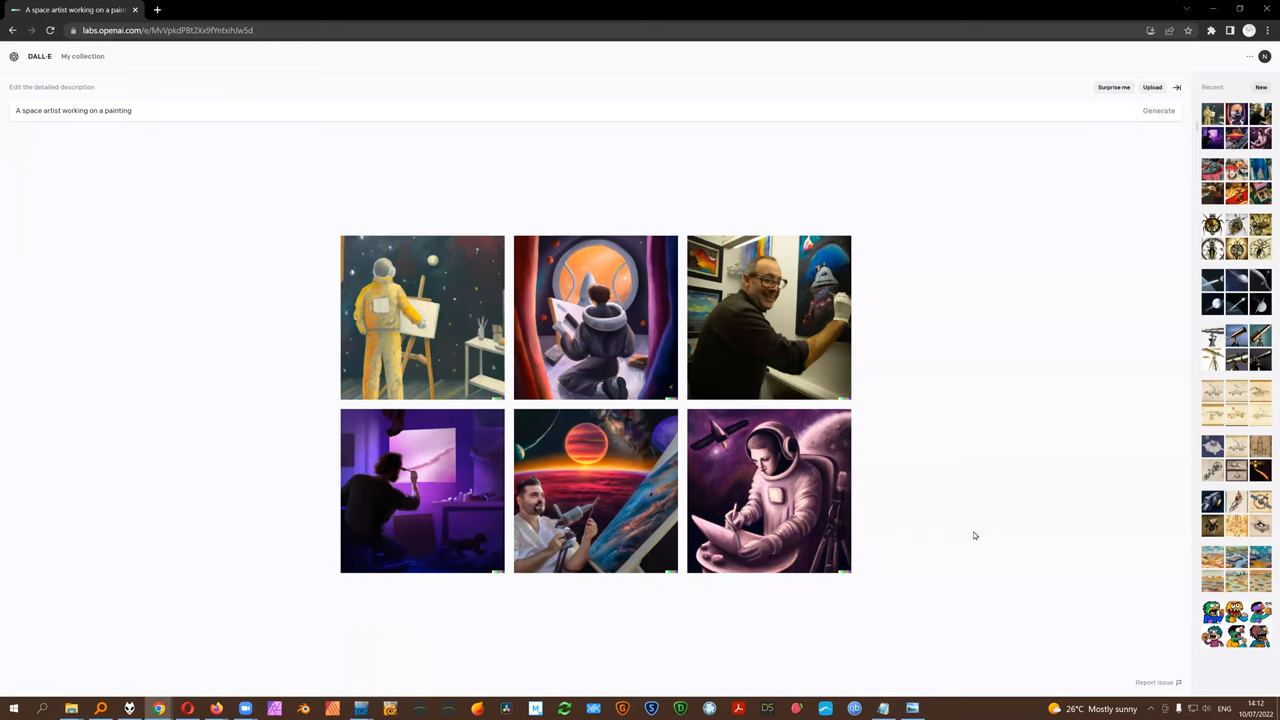 A space artist working on a paint
labs.openai.com/e/MvVpkdPBt2Xx9fYntxihJw5d
DALL·E My collection
N
Edit the detailed description
Surprise me Upload
Recent New
A space artist working on a painting
Generate
Report issue
26°C Mostly sunny
ENG
14:12
10/07/2022